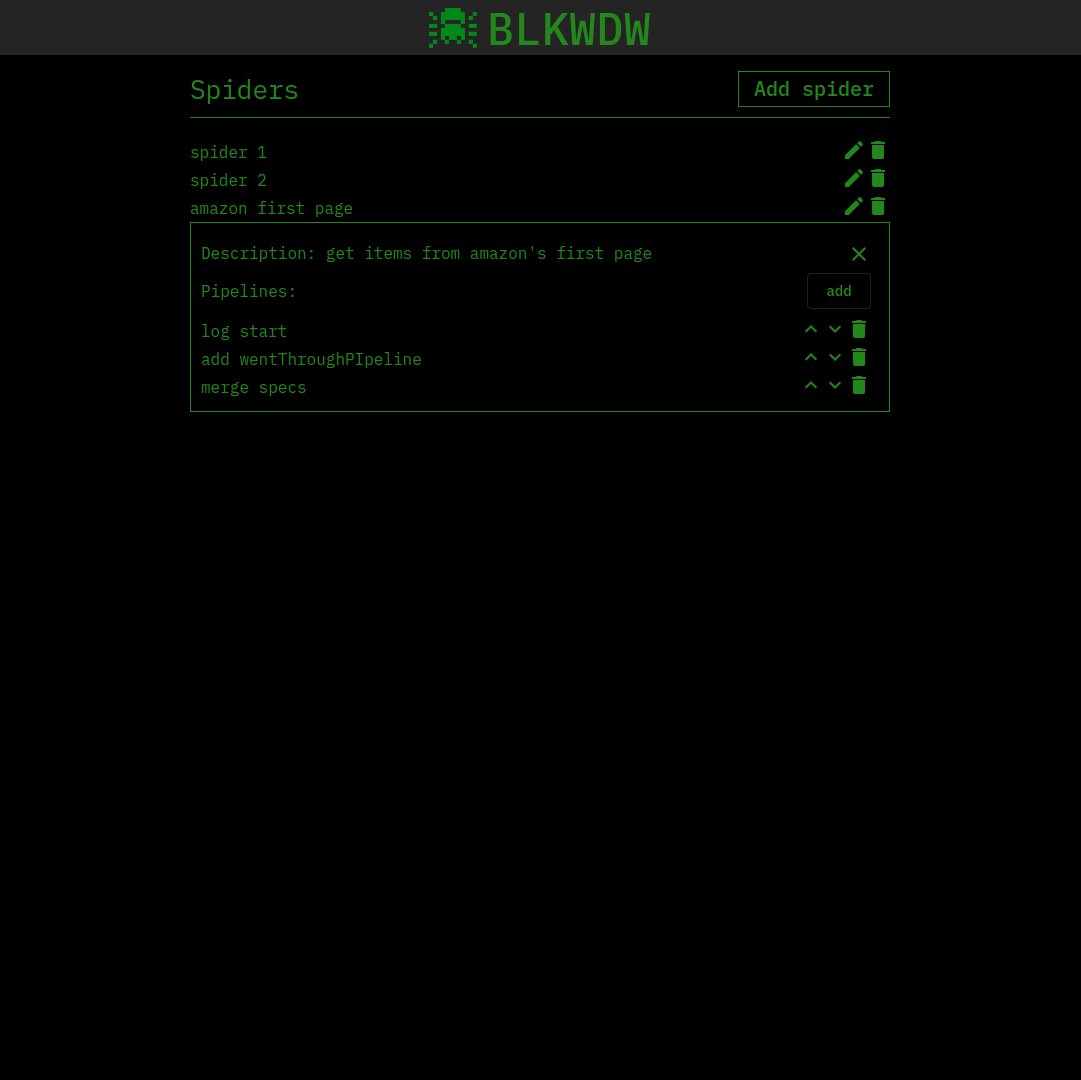 BLKWDW
Spiders
Add spider
spider 1
spider 2
amazon first page
Description: get items from amazon's first page
Pipelines:
add
log start
add wentThroughPIpeline
merge specs